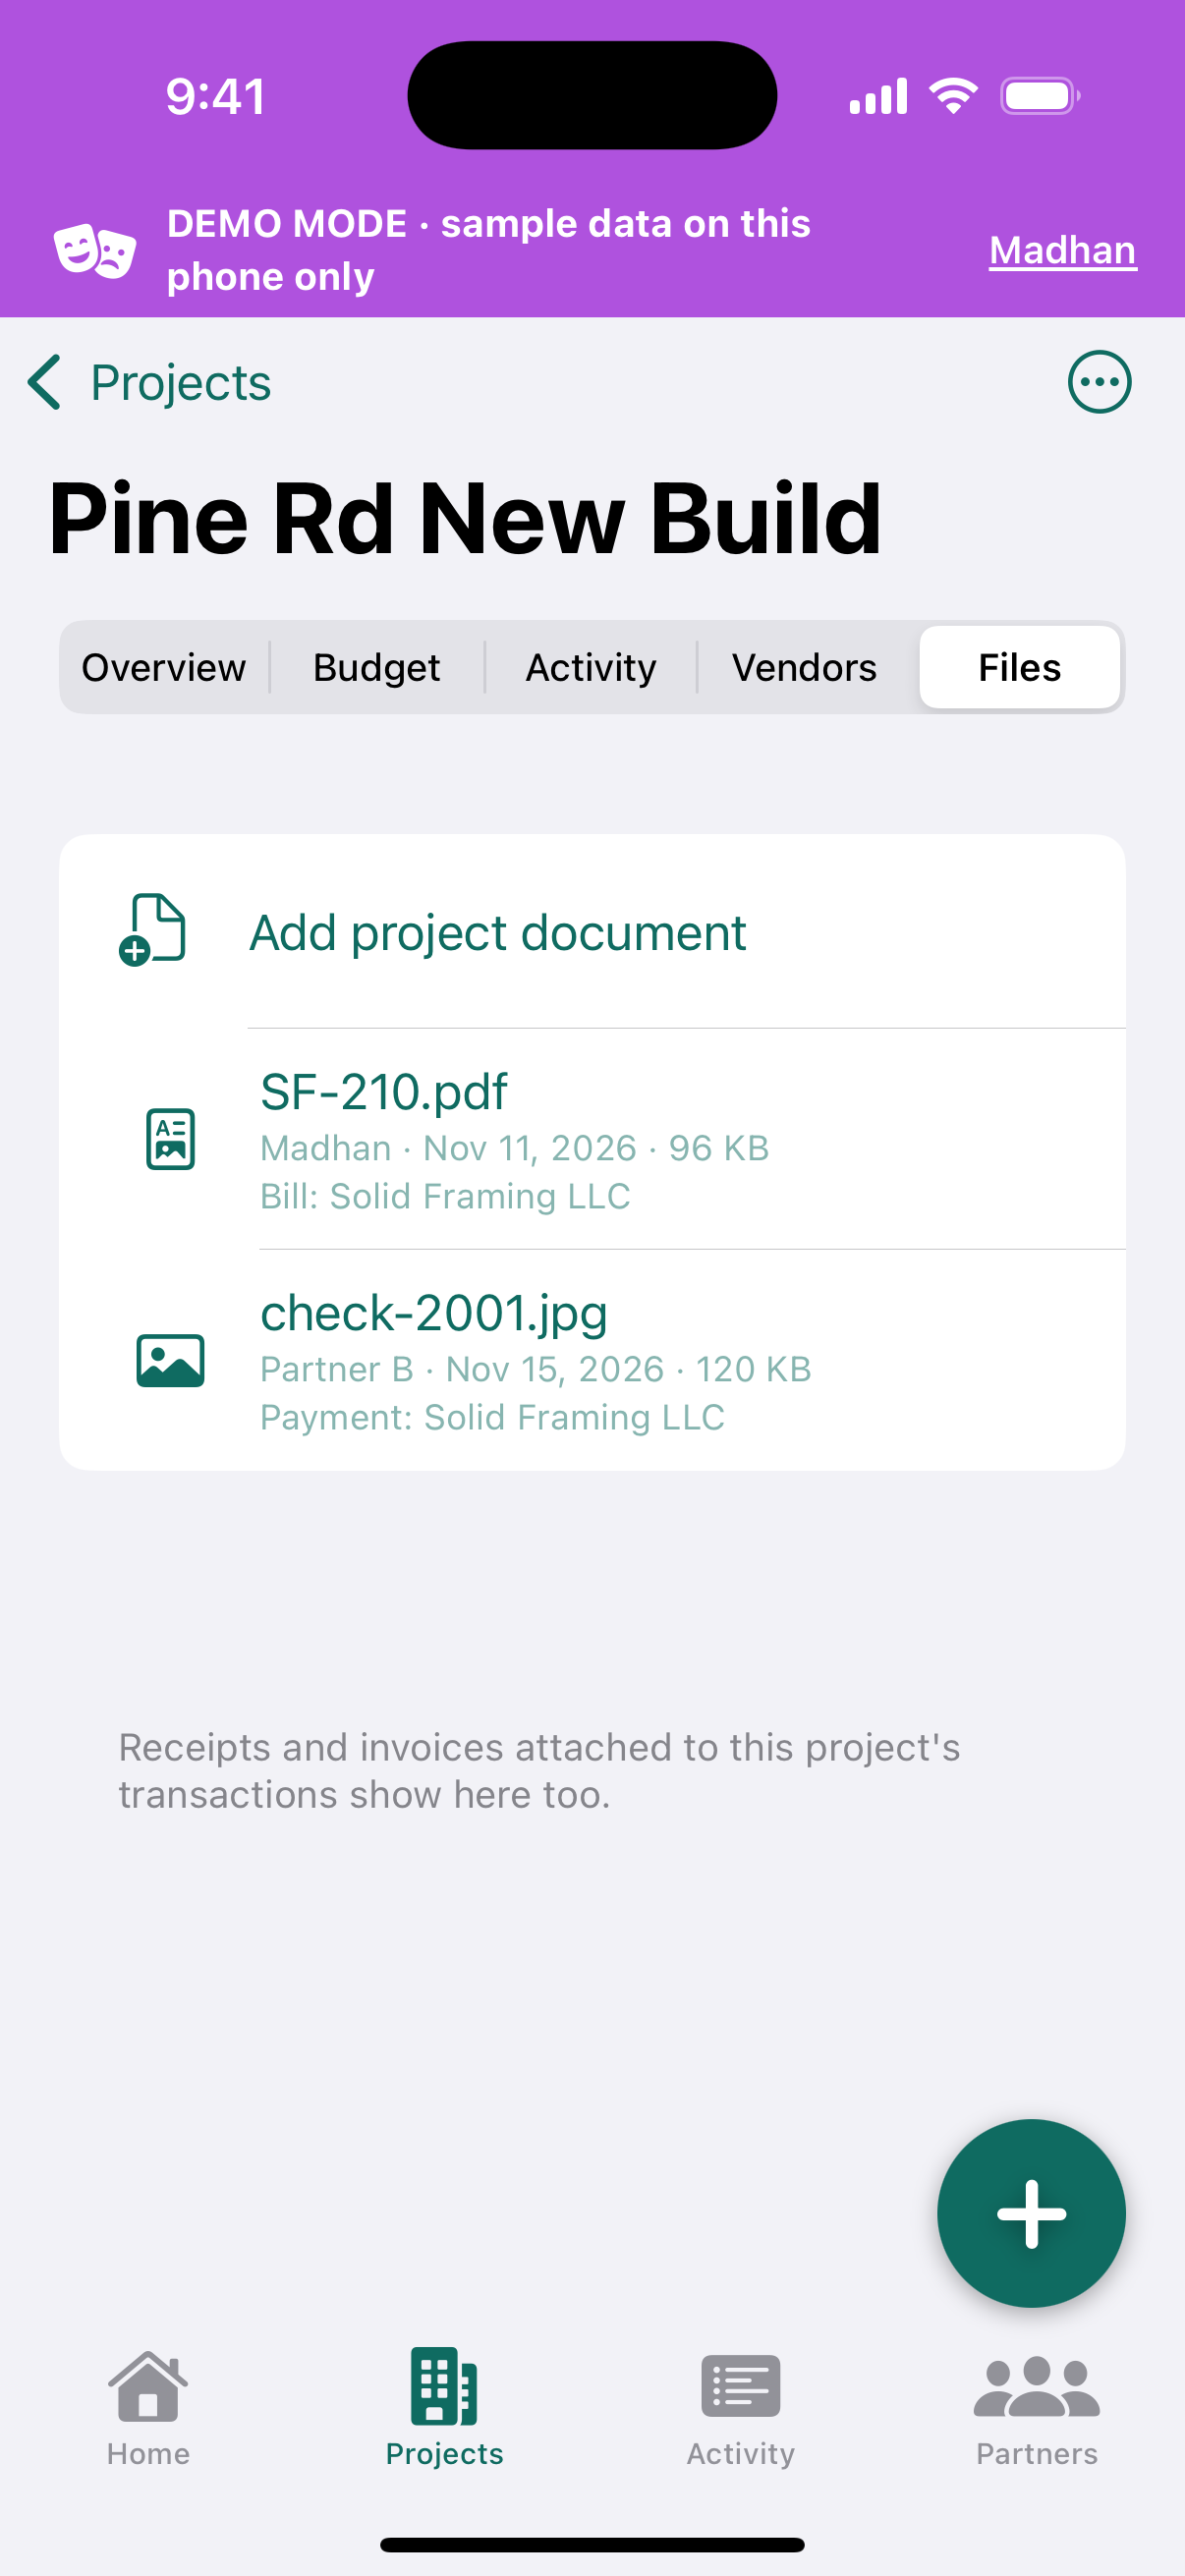 9:41
DEMO MODE · sample data on this
phone only
Madhan
Projects
Pine Rd New Build
Overview
Budget
Activity
Vendors
Files
Add project document
SF-210.pdf
Madhan · Nov 11, 2026 · 96 KB
Bill: Solid Framing LLC
check-2001.jpg
Partner B · Nov 15, 2026 · 120 KB
Payment: Solid Framing LLC
Receipts and invoices attached to this project's
transactions show here too.
Home
Projects
Activity
Partners